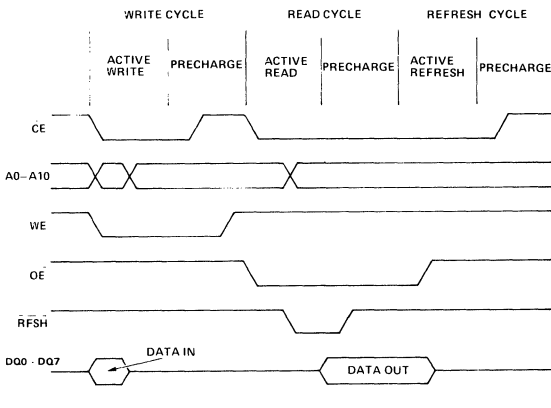 WRITE CYCLE READ CYCLE REFRESH CYCLE
ACTIVE WRITE PRECHARGE ACTIVE READ PRECHARGE ACTIVE REFRESH PRECHARGE
CE
A0-A10
WE
OE
RFSH
DQ0 - DQ7 DATA IN DATA OUT